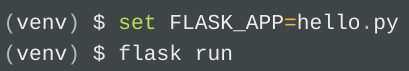 (venv) $ set FLASK_APP=hello.py
(venv) $ flask run